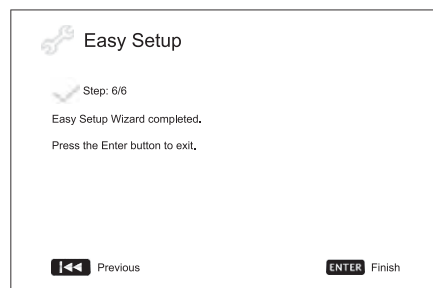 Easy Setup
Step: 6/6
Easy Setup Wizard completed.
Press the Enter button to exit.
Previous
ENTER Finish